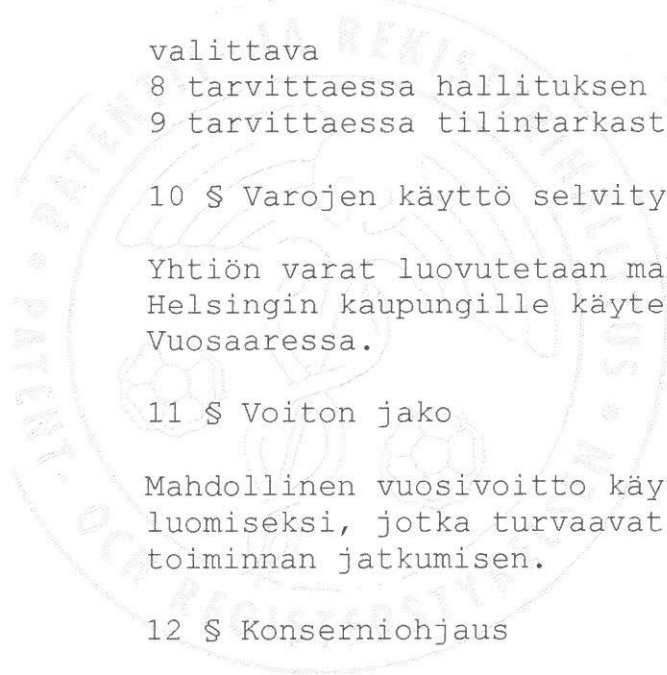 valittava
8 tarvittaessa hallituksen
9 tarvittaessa tilintarkast
10 § Varojen käyttö selvity
Yhtiön varat luovutetaan ma
Helsingin kaupungille käyte
Vuosaaressa.
11 § Voiton jako
Mahdollinen vuosivoitto käy
luomiseksi, jotka turvaavat
toiminnan jatkumisen.
12 § Konserniohjaus